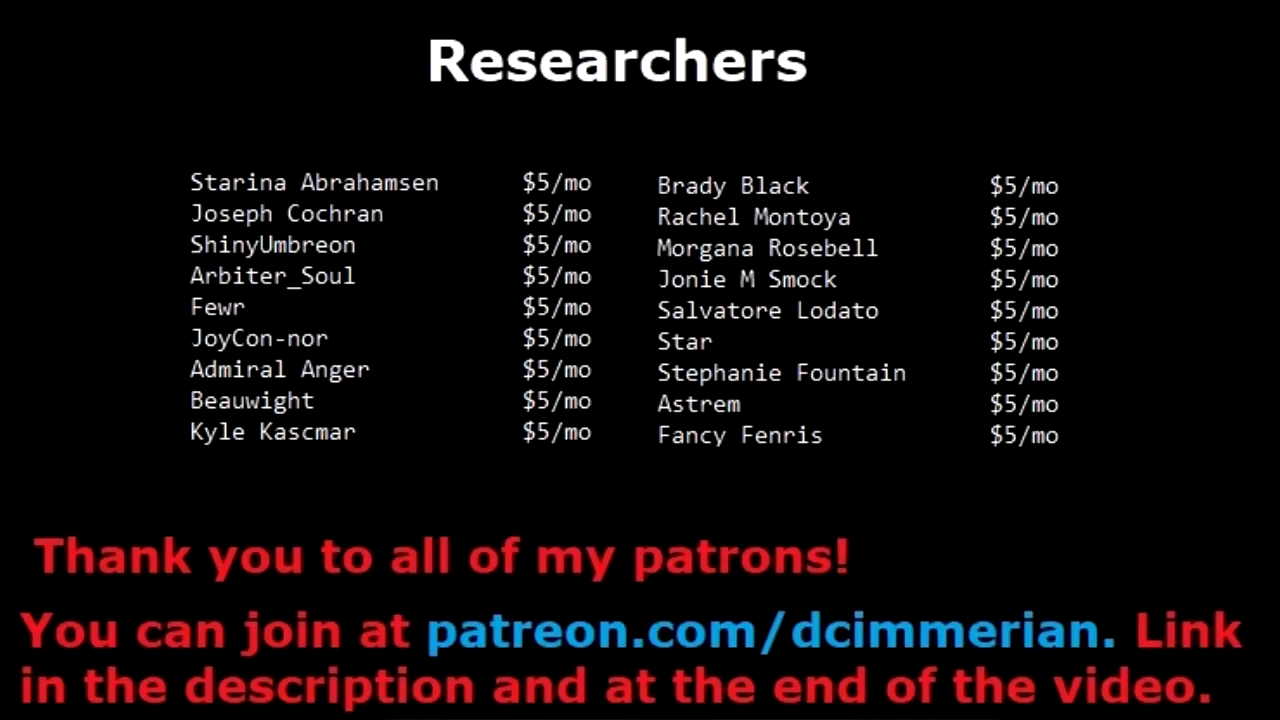 Researchers
Starina Abrahamsen $5/mo
Joseph Cochran $5/mo
ShinyUmbreon $5/mo
Arbiter_Soul $5/mo
Fewr $5/mo
JoyCon-nor $5/mo
Admiral Anger $5/mo
Beauwight $5/mo
Kyle Kascmar $5/mo
Brady Black $5/mo
Rachel Montoya $5/mo
Morgana Rosebell $5/mo
Jonie M Smock $5/mo
Salvatore Lodato $5/mo
Star $5/mo
Stephanie Fountain $5/mo
Astrem $5/mo
Fancy Fenris $5/mo
Thank you to all of my patrons!
You can join at patreon.com/dcimmerian. Link
in the description and at the end of the video.